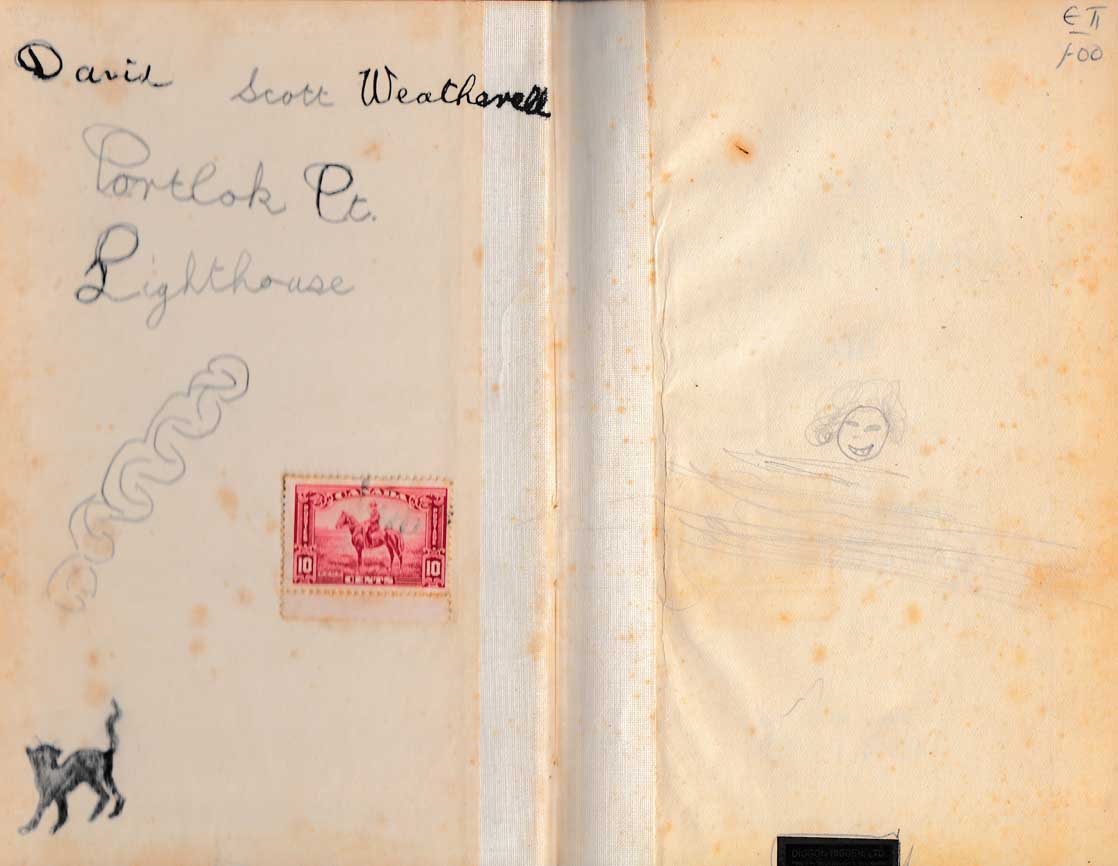 David Scott Weatherell
Portlok Pt.
Lighthouse
CANADA
10 10
CENTS